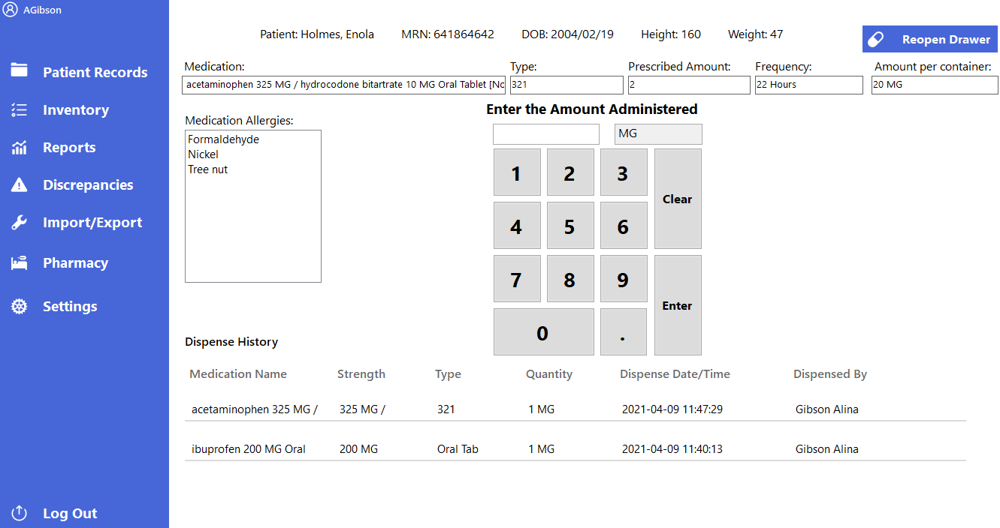 AGibson
Patient Records
Inventory
Reports
Discrepancies
Import/Export
Pharmacy
Settings
Log Out
Patient: Holmes, Enola MRN: 641864642 DOB: 2004/02/19 Height: 160 Weight: 47
Reopen Drawer
Medication: Type: Prescribed Amount: Frequency: Amount per container:
acetaminophen 325 MG / hydrocodone bitartrate 10 MG Oral Tablet [Nc 321 2 22 Hours 20 MG
Enter the Amount Administered
MG
Medication Allergies:
Formaldehyde
Nickel
Tree nut
1 2 3
Clear
4 5 6
7 8 9
Enter
0 .
Dispense History
Medication Name Strength Type Quantity Dispense Date/Time Dispensed By
acetaminophen 325 MG / 325 MG / 321 1 MG 2021-04-09 11:47:29 Gibson Alina
ibuprofen 200 MG Oral 200 MG Oral Tab 1 MG 2021-04-09 11:40:13 Gibson Alina